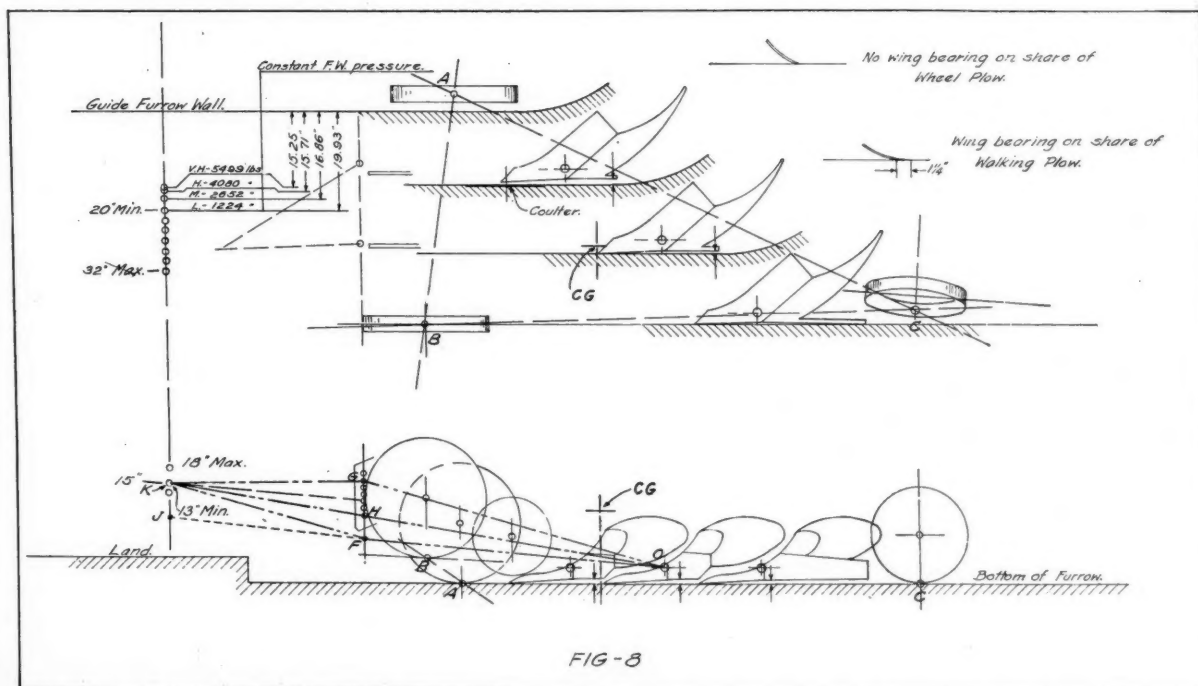 Constant F.W. pressure.
A
No wing bearing on share of
Wheel Plow.
Guide Furrow Wall.
15.25"
15.71"
16.86"
19.93"
Wing bearing on share of
Walking Plow.
1¼"
V.H.-5499 lbs
H.-4080 "
M.-2852 "
L.-1224 "
20" Min.
Coulter.
32" Max.
CG
B
C
18" Max.
15"
K
13" Min.
J
G
H
F
CG
O
Land.
B
A
Bottom of Furrow.
C
FIG-8